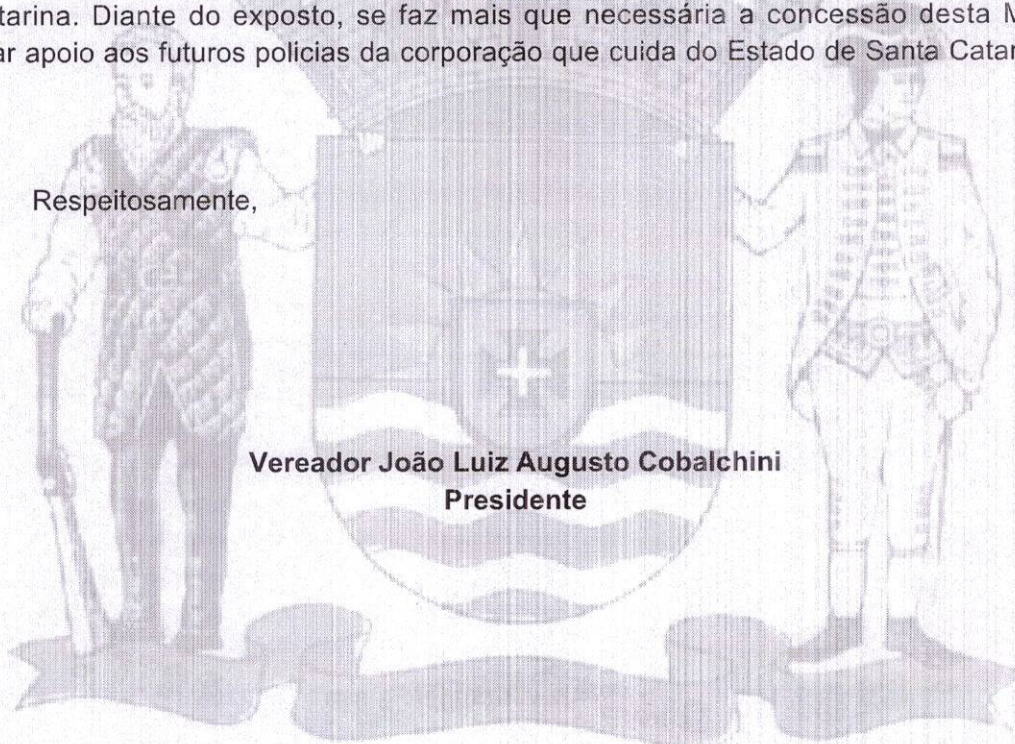 tarina. Diante do exposto, se faz mais que necessária a concessão desta M
ar apoio aos futuros policias da corporação que cuida do Estado de Santa Catar
Respeitosamente,
Vereador João Luiz Augusto Cobalchini
Presidente